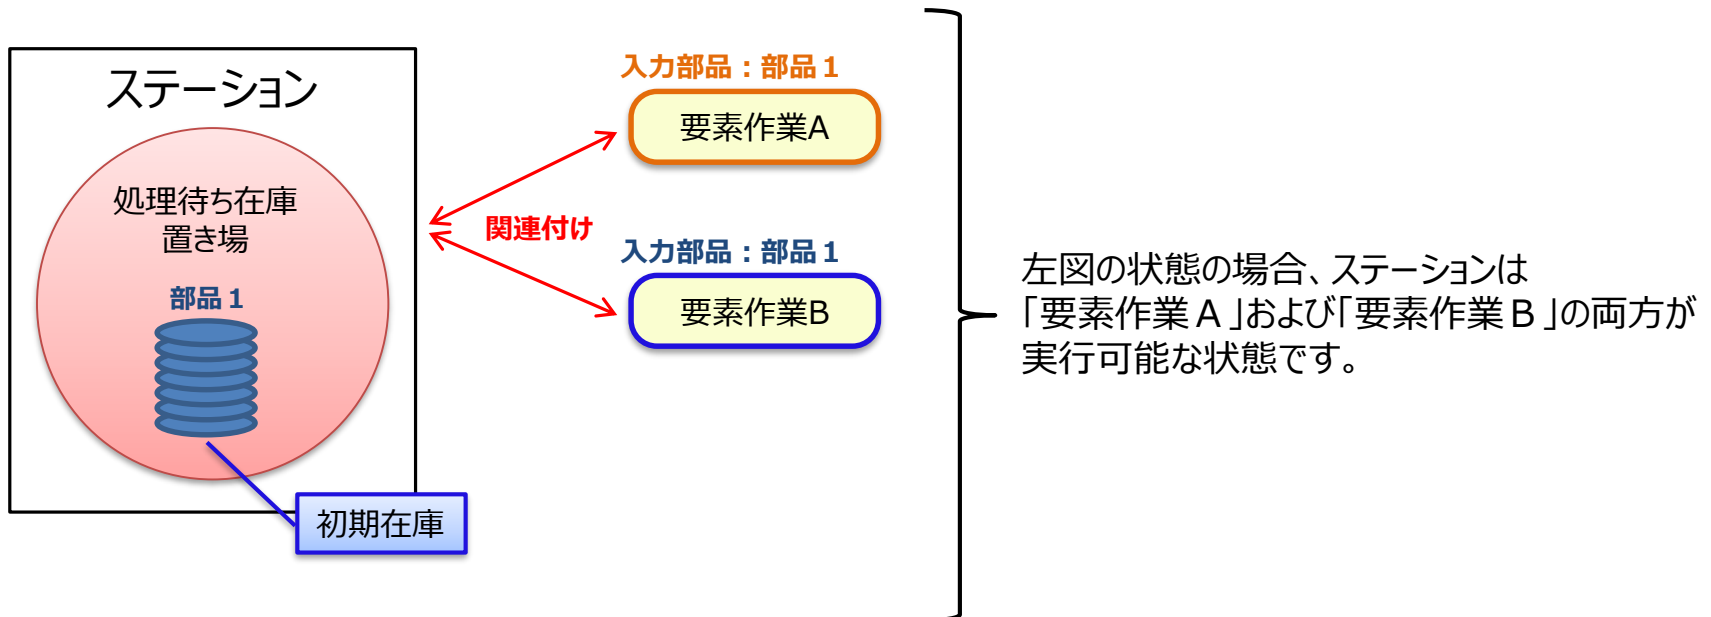 ステーション
処理待ち在庫
置き場
部品1
初期在庫
関連付け
入力部品:部品1
要素作業A
入力部品:部品1
要素作業B
左図の状態の場合、ステーションは
「要素作業A」および「要素作業B」の両方が
実行可能な状態です。